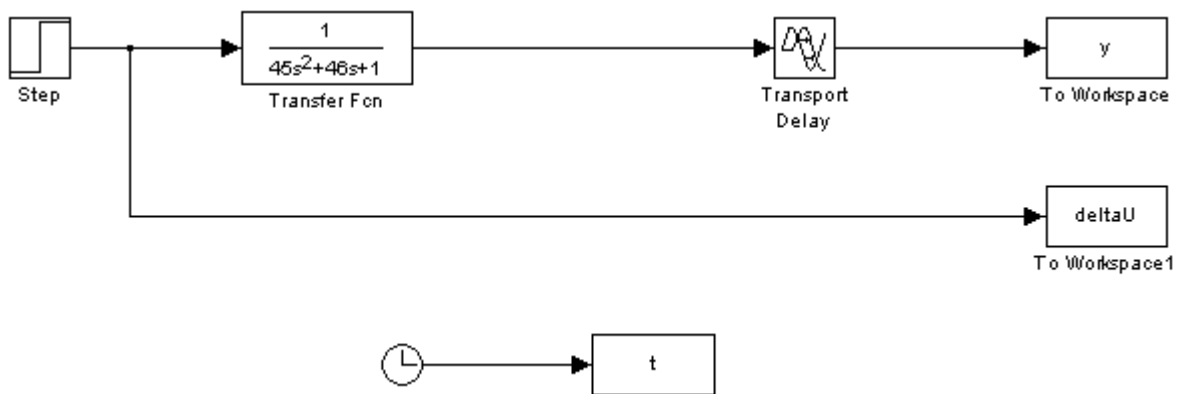 Step
1
45s2+46s+1
Transfer Fcn
Transport
Delay
y
To Workspace
deltaU
To Workspace1
t